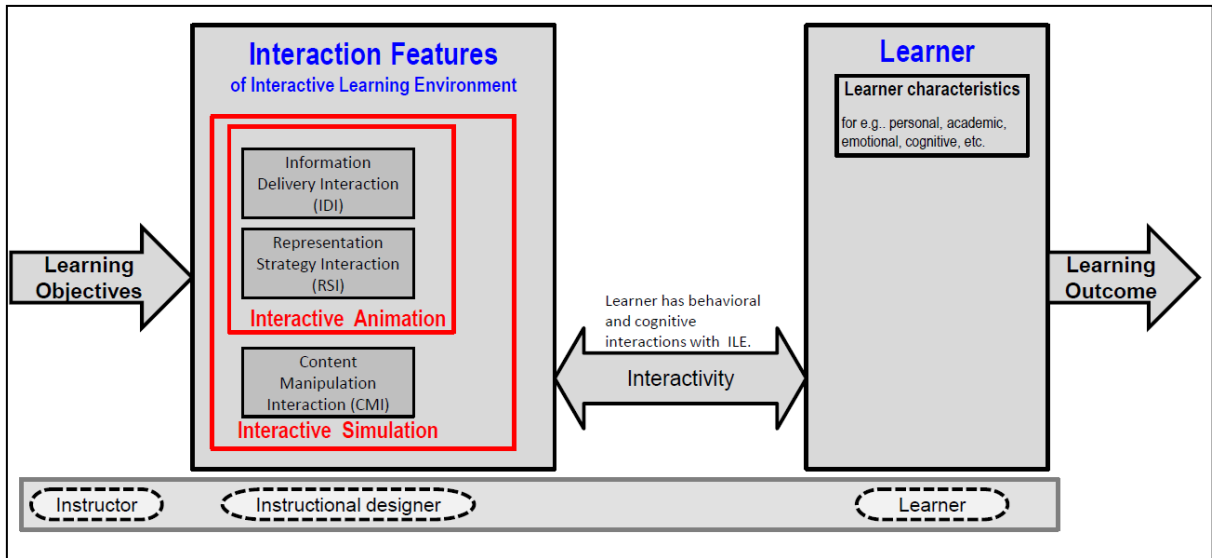 Interaction Features
of Interactive Learning Environment
Information
Delivery Interaction
(IDI)
Representation
Strategy Interaction
(RSI)
Interactive Animation
Content
Manipulation
Interaction (CMI)
Interactive Simulation
Learner
Learner characteristics
for e.g.. personal, academic,
emotional, cognitive, etc.
Learning
Objectives
Learner has behavioral
and cognitive
interactions with ILE.
Interactivity
Learning
Outcome
Instructor
Instructional designer
Learner